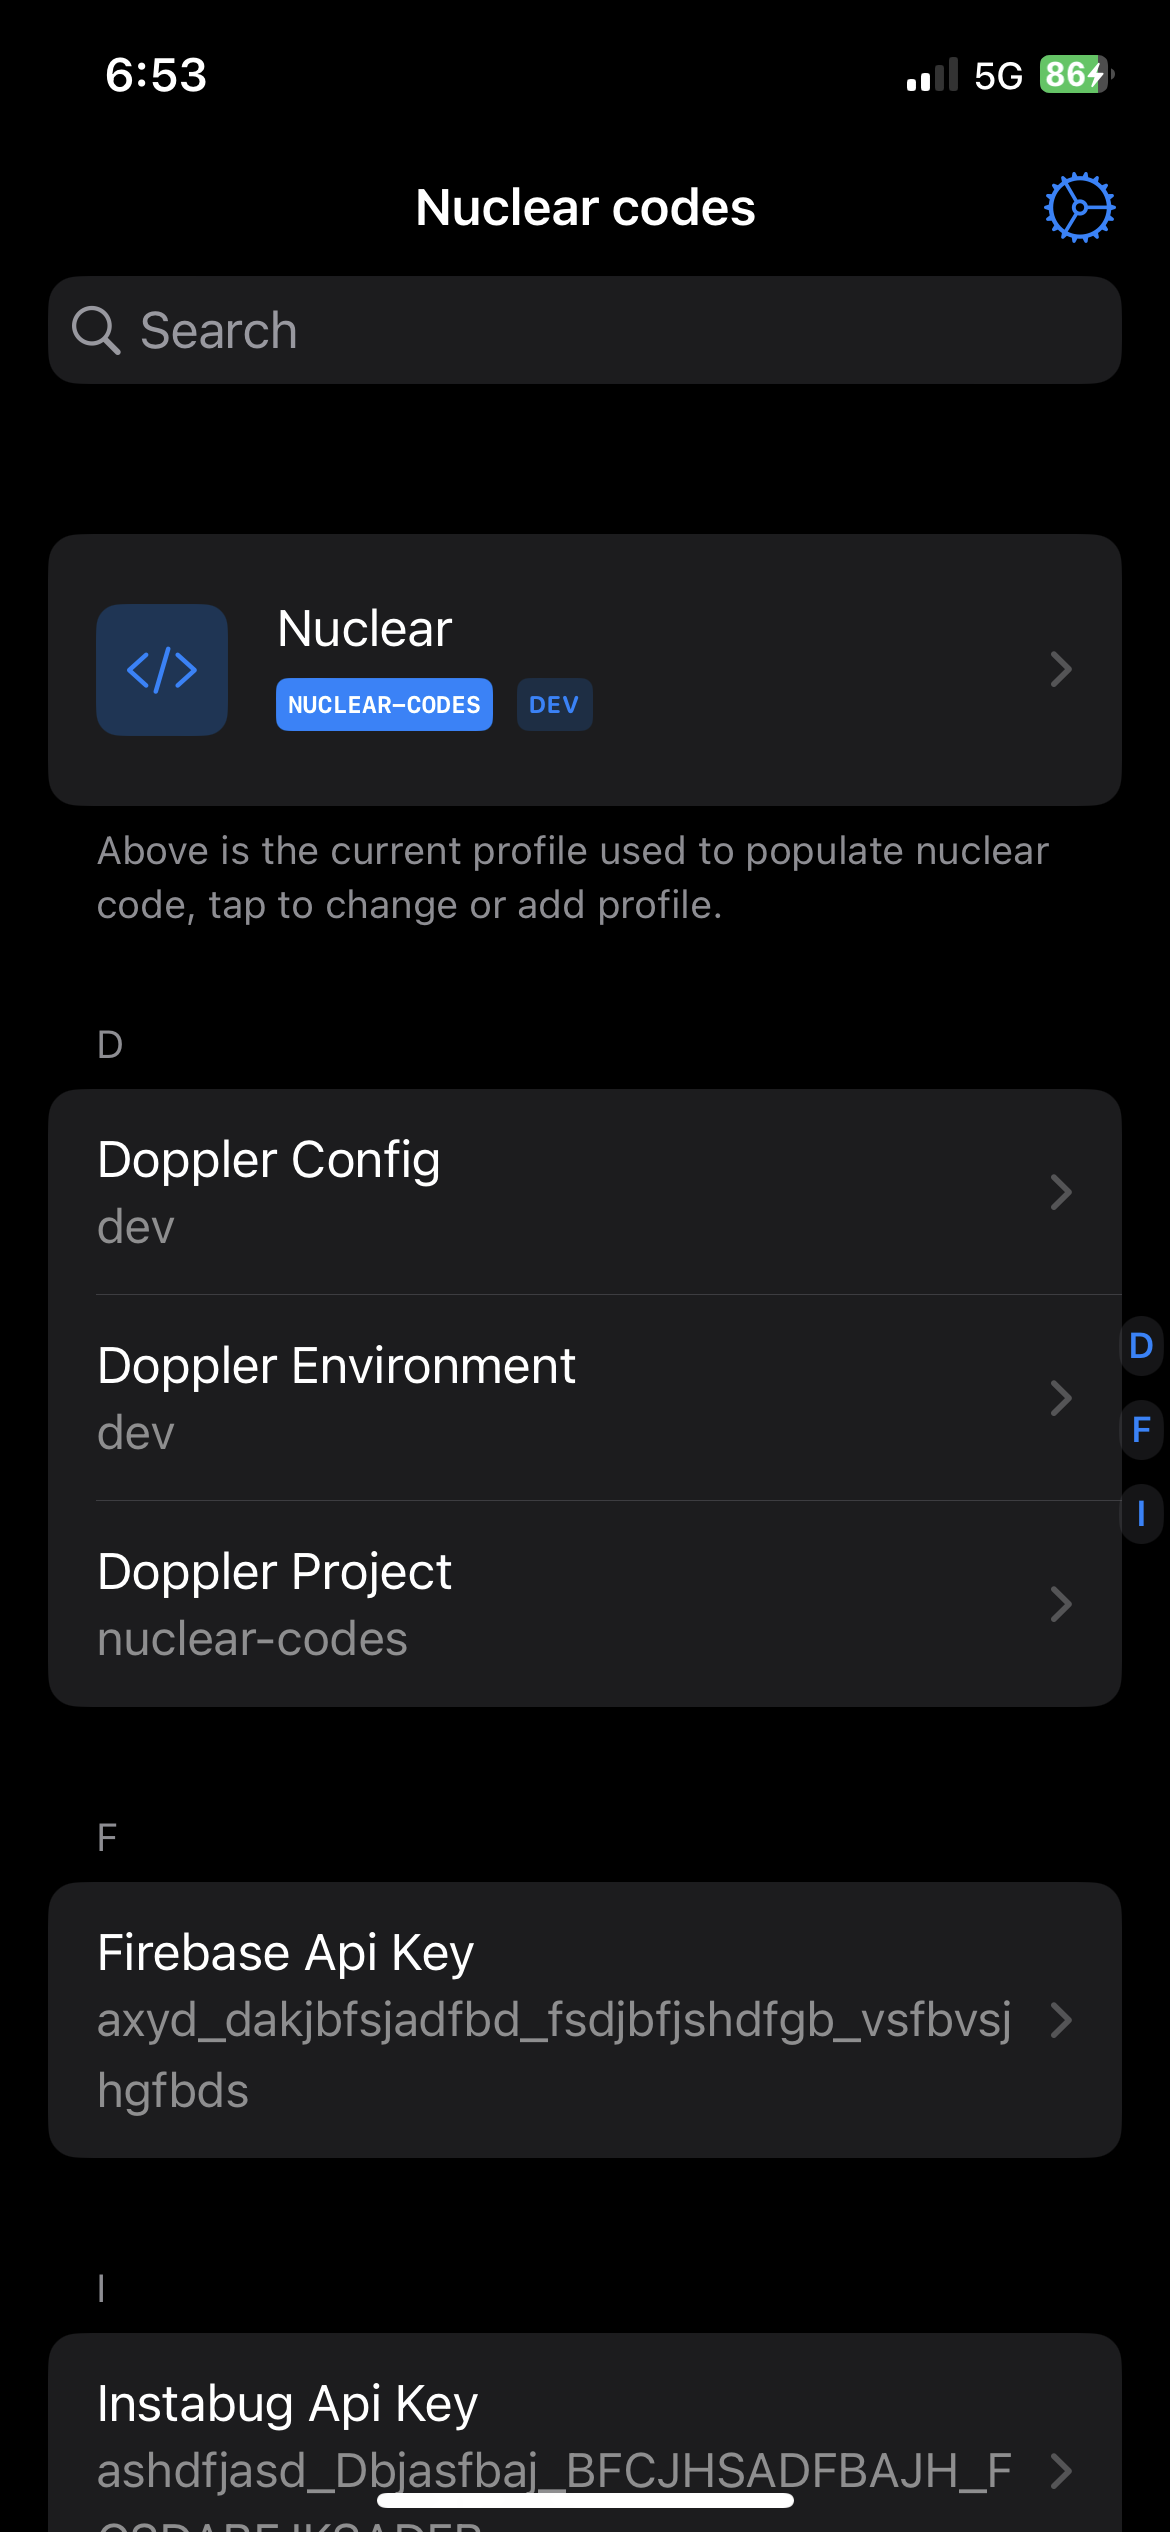 6:53
5G 86
Nuclear codes
Search
Nuclear
NUCLEAR-CODES DEV
Above is the current profile used to populate nuclear
code, tap to change or add profile.
D
Doppler Config
dev
Doppler Environment
dev
Doppler Project
nuclear-codes
D
F
I
F
Firebase Api Key
axyd_dakjbfsjadfbd_fsdjbfjshdfgb_vsfbvsj
hgfbds
I
Instabug Api Key
ashdfjasd_Dbjasfbaj_BFCJHSADFBAJH_F